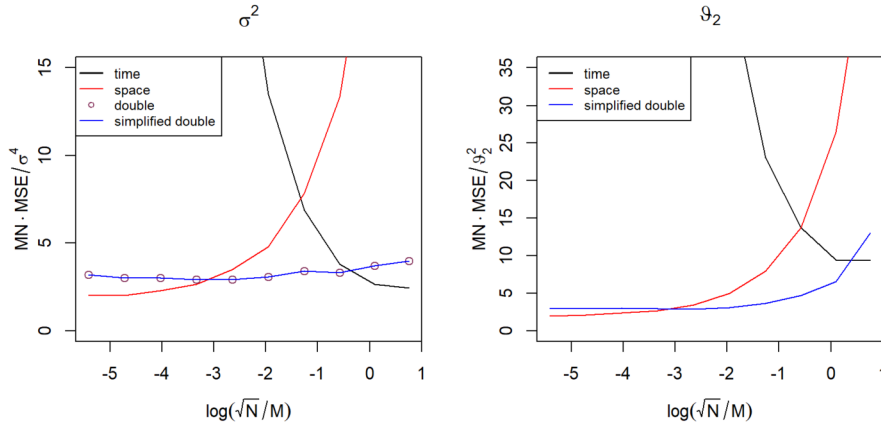 σ²
time
space
double
simplified double
MN · MSE/σ⁴
15
10
5
0
-5 -4 -3 -2 -1 0 1
log(√N/M)
ϑ₂
time
space
simplified double
MN · MSE/ϑ₂²
35
30
25
20
15
10
5
0
-5 -4 -3 -2 -1 0 1
log(√N/M)